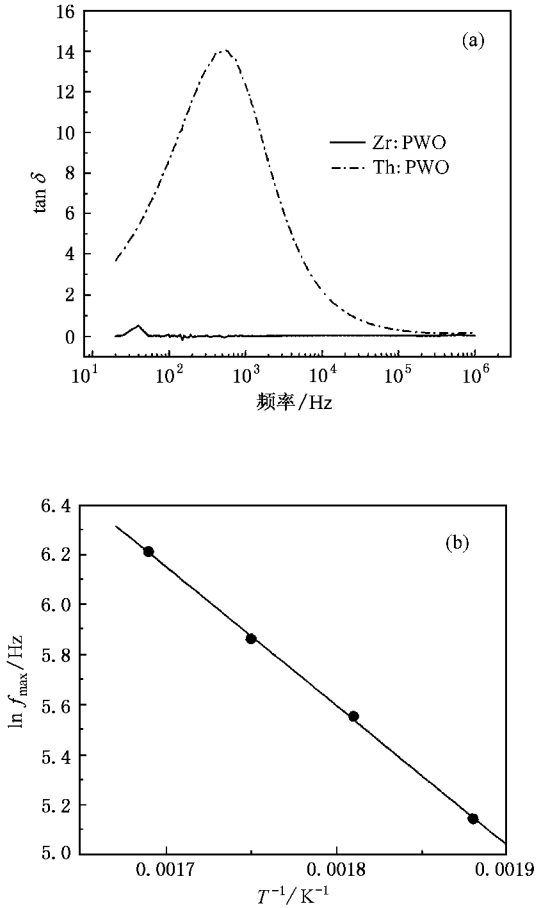 (a)
16
14
12
10
8
6
4
2
0
tan δ
Zr: PWO
Th: PWO
10¹ 10² 10³ 10⁴ 10⁵ 10⁶
频率/Hz
(b)
6.4
6.2
6.0
5.8
5.6
5.4
5.2
5.0
ln fmax/Hz
0.0017 0.0018 0.0019
T⁻¹/ K⁻¹